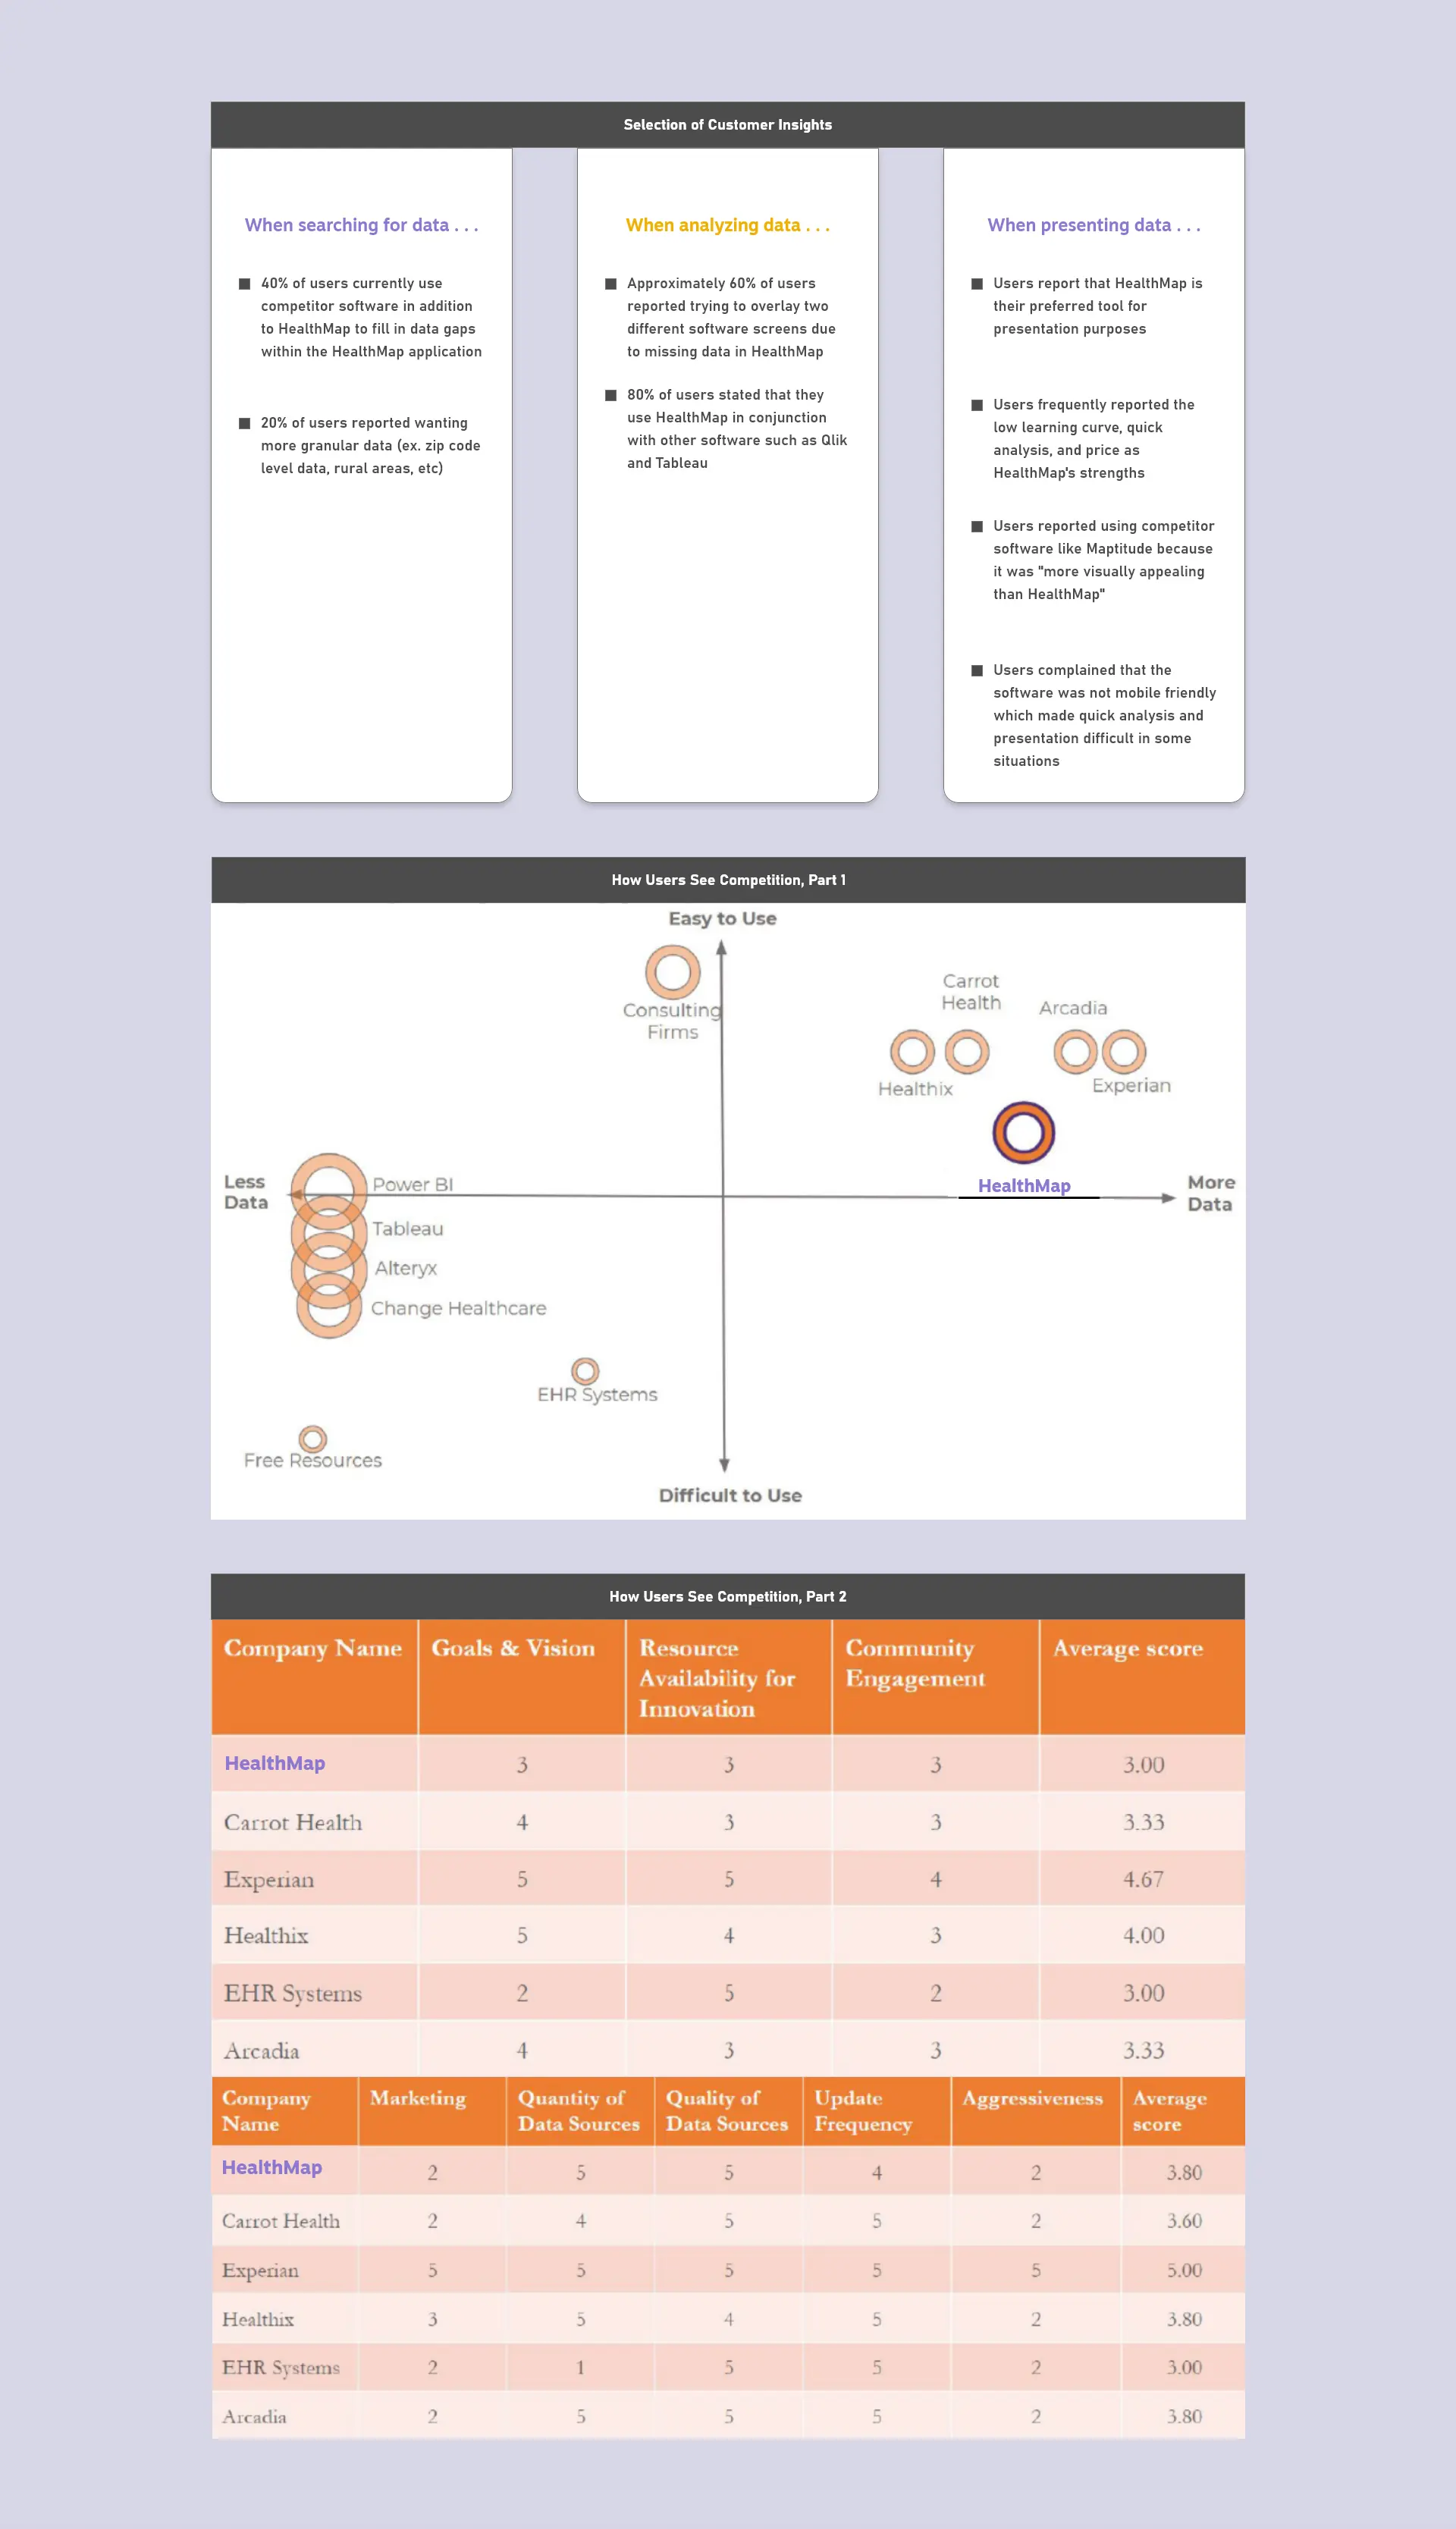 Selection of Customer Insights
When searching for data . . .
■ 40% of users currently use
competitor software in addition
to HealthMap to fill in data gaps
within the HealthMap application
■ 20% of users reported wanting
more granular data (ex. zip code
level data, rural areas, etc)
When analyzing data . . .
■ Approximately 60% of users
reported trying to overlay two
different software screens due
to missing data in HealthMap
■ 80% of users stated that they
use HealthMap in conjunction
with other software such as Qlik
and Tableau
When presenting data . . .
■ Users report that HealthMap is
their preferred tool for
presentation purposes
■ Users frequently reported the
low learning curve, quick
analysis, and price as
HealthMap's strengths
■ Users reported using competitor
software like Maptitude because
it was "more visually appealing
than HealthMap"
■ Users complained that the
software was not mobile friendly
which made quick analysis and
presentation difficult in some
situations
How Users See Competition, Part 1
Easy to Use
Consulting
Firms
Carrot
Health
Arcadia
Healthix
Experian
HealthMap
Less
Data
More
Data
Power BI
Tableau
Alteryx
Change Healthcare
EHR Systems
Free Resources
Difficult to Use
How Users See Competition, Part 2
Company Name Goals & Vision Resource Availability for Innovation Community Engagement Average score
HealthMap 3 3 3 3.00
Carrot Health 4 3 3 3.33
Experian 5 5 4 4.67
Healthix 5 4 3 4.00
EHR Systems 2 5 2 3.00
Arcadia 4 3 3 3.33
Company Name Marketing Quantity of Data Sources Quality of Data Sources Update Frequency Aggressiveness Average score
HealthMap 2 5 5 4 2 3.80
Carrot Health 2 4 5 5 2 3.60
Experian 5 5 5 5 5 5.00
Healthix 3 5 4 5 2 3.80
EHR Systems 2 1 5 5 2 3.00
Arcadia 2 5 5 5 2 3.80